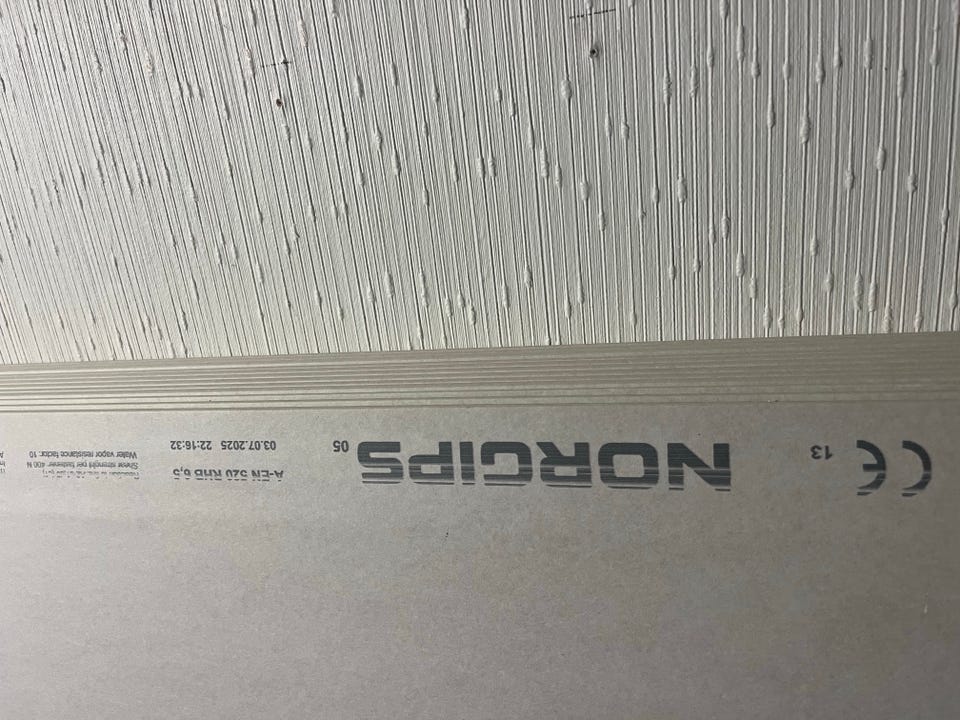 CE 13
NORGIPS
05
A-EN 520 RHB 6,5
03.07.2025 22:16:32
Shear strenght per fastener: 400 N
Water vapor resistance factor: 10